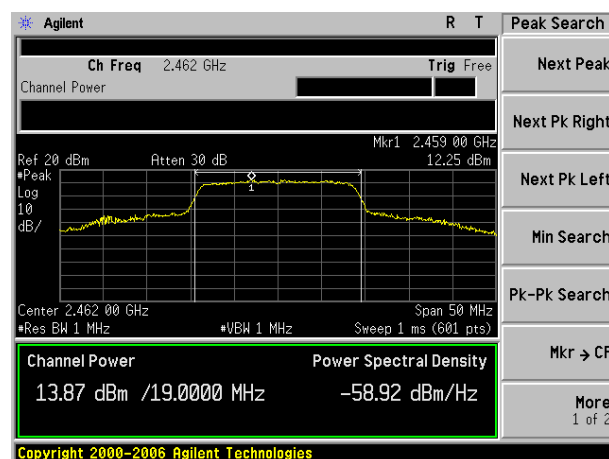 Agilent R T Peak Search
Ch Freq 2.462 GHz Trig Free
Channel Power
Next Peak
Next Pk Right
Mkr1 2.459 00 GHz
Ref 20 dBm Atten 30 dB 12.25 dBm
#Peak
Log
10
dB/
1
Next Pk Left
Min Search
Pk-Pk Search
Center 2.462 00 GHz Span 50 MHz
#Res BW 1 MHz #VBW 1 MHz Sweep 1 ms (601 pts)
Channel Power Power Spectral Density
13.87 dBm /19.0000 MHz -58.92 dBm/Hz
Mkr → CF
More
1 of 2
Copyright 2000-2006 Agilent Technologies